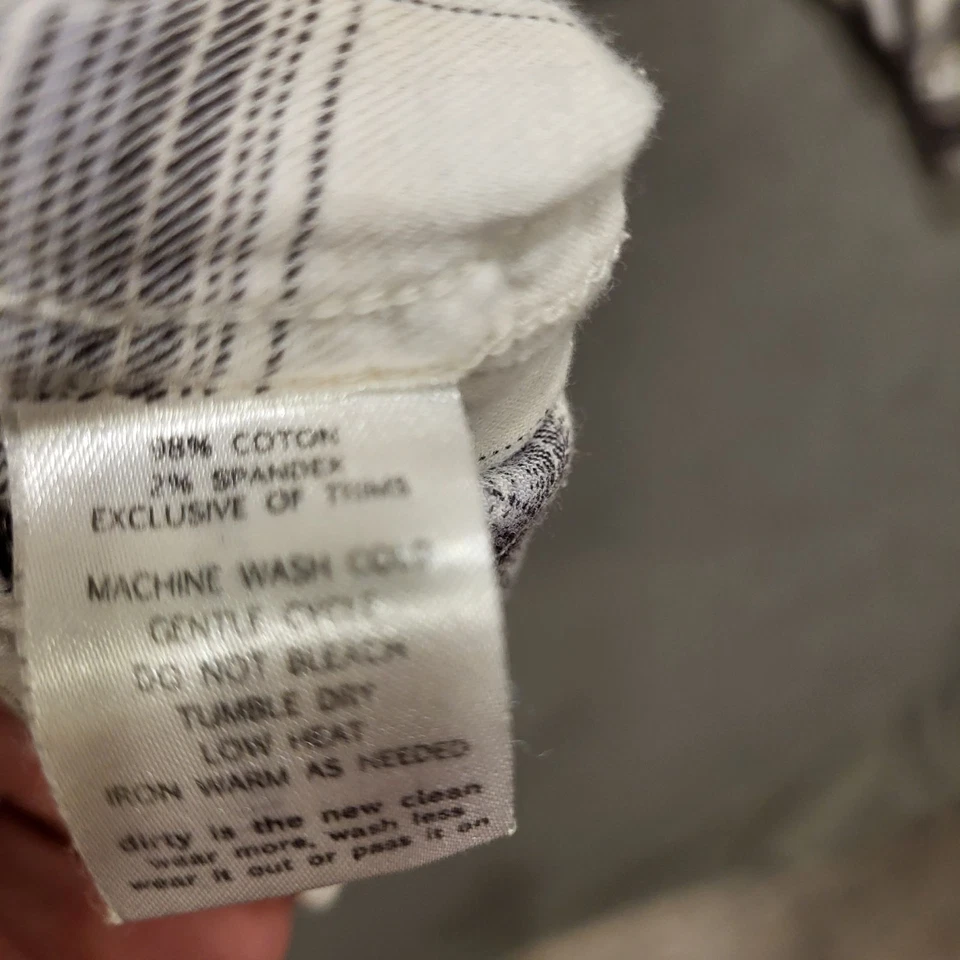 98% COTON
2% SPANDEX
EXCLUSIVE OF TRIMS
MACHINE WASH COLD
GENTLE CYCLE
DO NOT BLEACH
TUMBLE DRY
LOW HEAT
IRON WARM AS NEEDED
dirty is the new clean
wear more, wash less
wear it out or pass it on